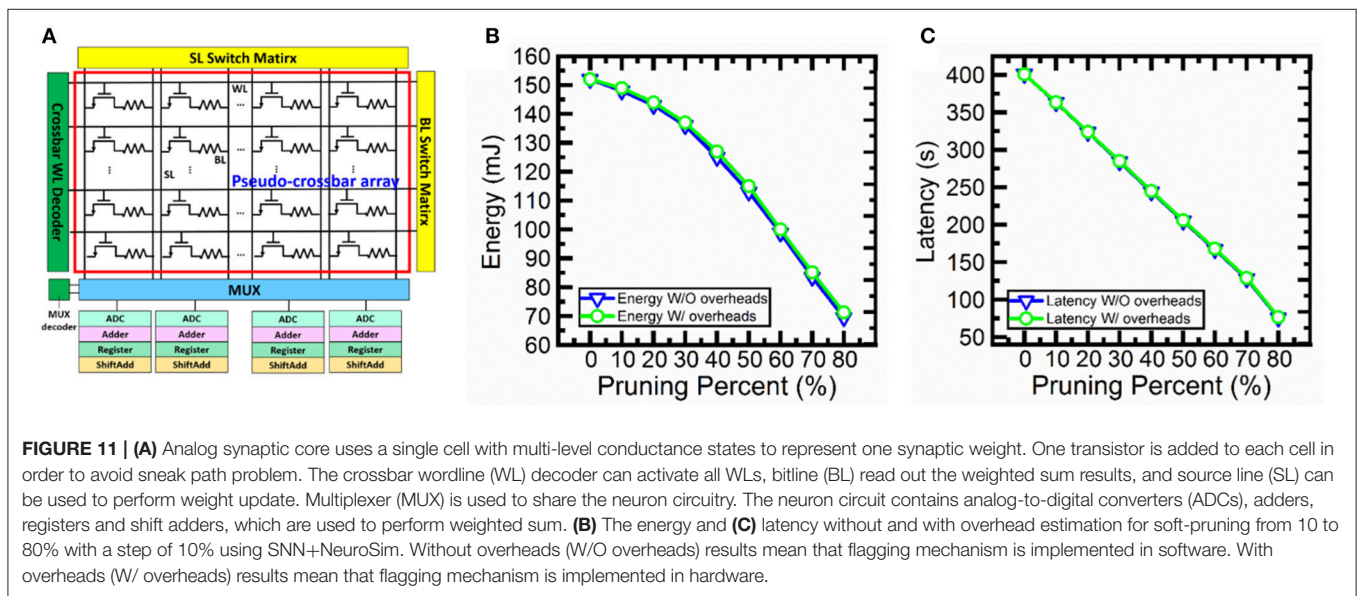 A
SL Switch Matirx
Crossbar WL Decoder
WL
...
...
BL
SL
⋮
⋮
⋮
Pseudo-crossbar array
...
...
BL Switch Matirx
MUX
MUX
decoder
ADC
ADC
ADC
ADC
Adder
Adder
Adder
Adder
Register
Register
Register
Register
ShiftAdd
ShiftAdd
ShiftAdd
ShiftAdd
B
160
150
140
130
120
110
100
90
80
70
60
Energy (mJ)
Energy W/O overheads
Energy W/ overheads
0 10 20 30 40 50 60 70 80
Pruning Percent (%)
C
400
350
300
250
200
150
100
50
Latency (s)
Latency W/O overheads
Latency W/ overheads
0 10 20 30 40 50 60 70 80
Pruning Percent (%)
FIGURE 11 | (A) Analog synaptic core uses a single cell with multi-level conductance states to represent one synaptic weight. One transistor is added to each cell in
order to avoid sneak path problem. The crossbar wordline (WL) decoder can activate all WLs, bitline (BL) read out the weighted sum results, and source line (SL) can
be used to perform weight update. Multiplexer (MUX) is used to share the neuron circuitry. The neuron circuit contains analog-to-digital converters (ADCs), adders,
registers and shift adders, which are used to perform weighted sum. (B) The energy and (C) latency without and with overhead estimation for soft-pruning from 10 to
80% with a step of 10% using SNN+NeuroSim. Without overheads (W/O overheads) results mean that flagging mechanism is implemented in software. With
overheads (W/ overheads) results mean that flagging mechanism is implemented in hardware.